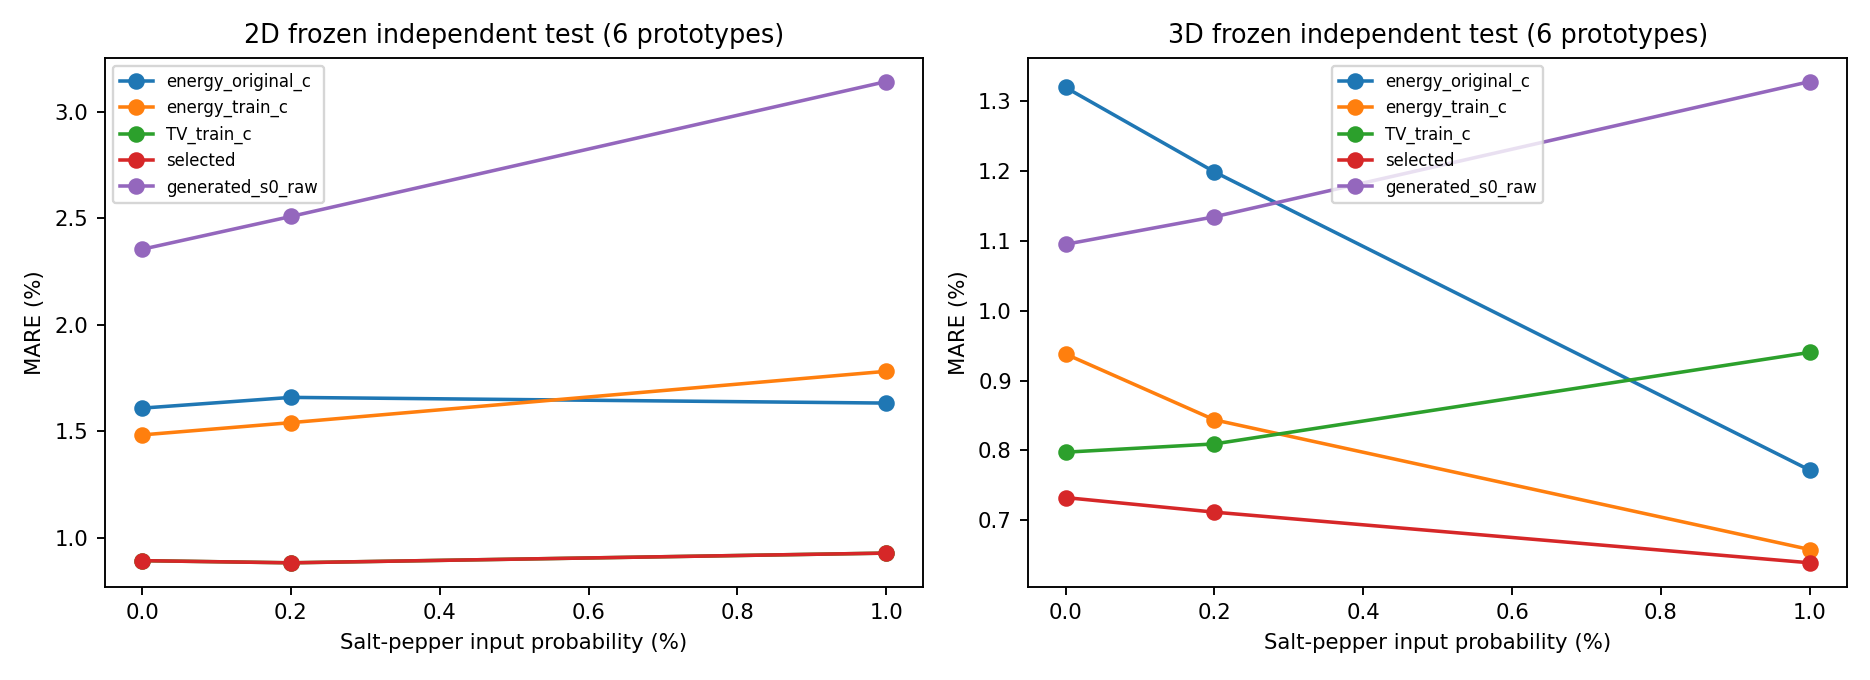 2D frozen independent test (6 prototypes)
energy_original_c
energy_train_c
TV_train_c
selected
generated_s0_raw
MARE (%)
3.0
2.5
2.0
1.5
1.0
0.0 0.2 0.4 0.6 0.8 1.0
Salt-pepper input probability (%)
3D frozen independent test (6 prototypes)
energy_original_c
energy_train_c
TV_train_c
selected
generated_s0_raw
MARE (%)
1.3
1.2
1.1
1.0
0.9
0.8
0.7
0.0 0.2 0.4 0.6 0.8 1.0
Salt-pepper input probability (%)